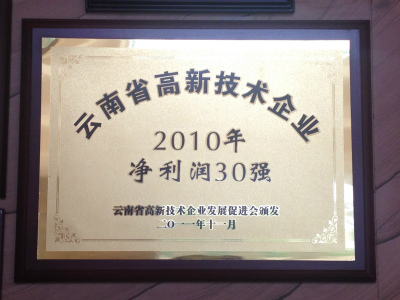 云南省高新技术企业
2010年
净利润30强
云南省高新技术企业发展促进会颁发
二〇一一年十一月